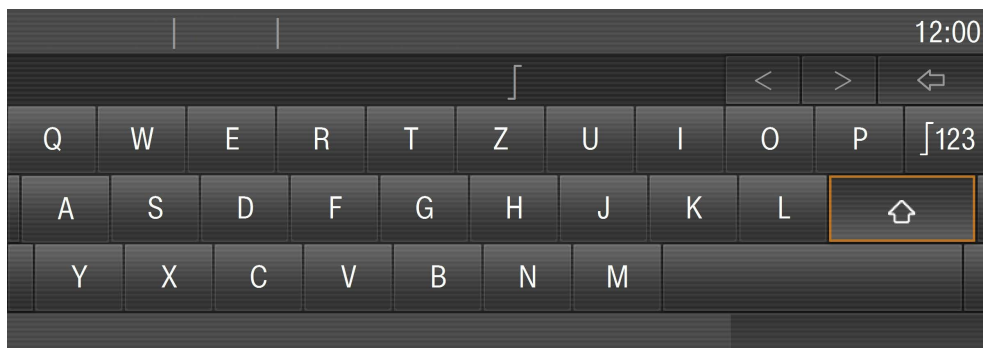 12:00
< >
Q W E R T Z U I O P ⌡123
A S D F G H J K L
Y X C V B N M